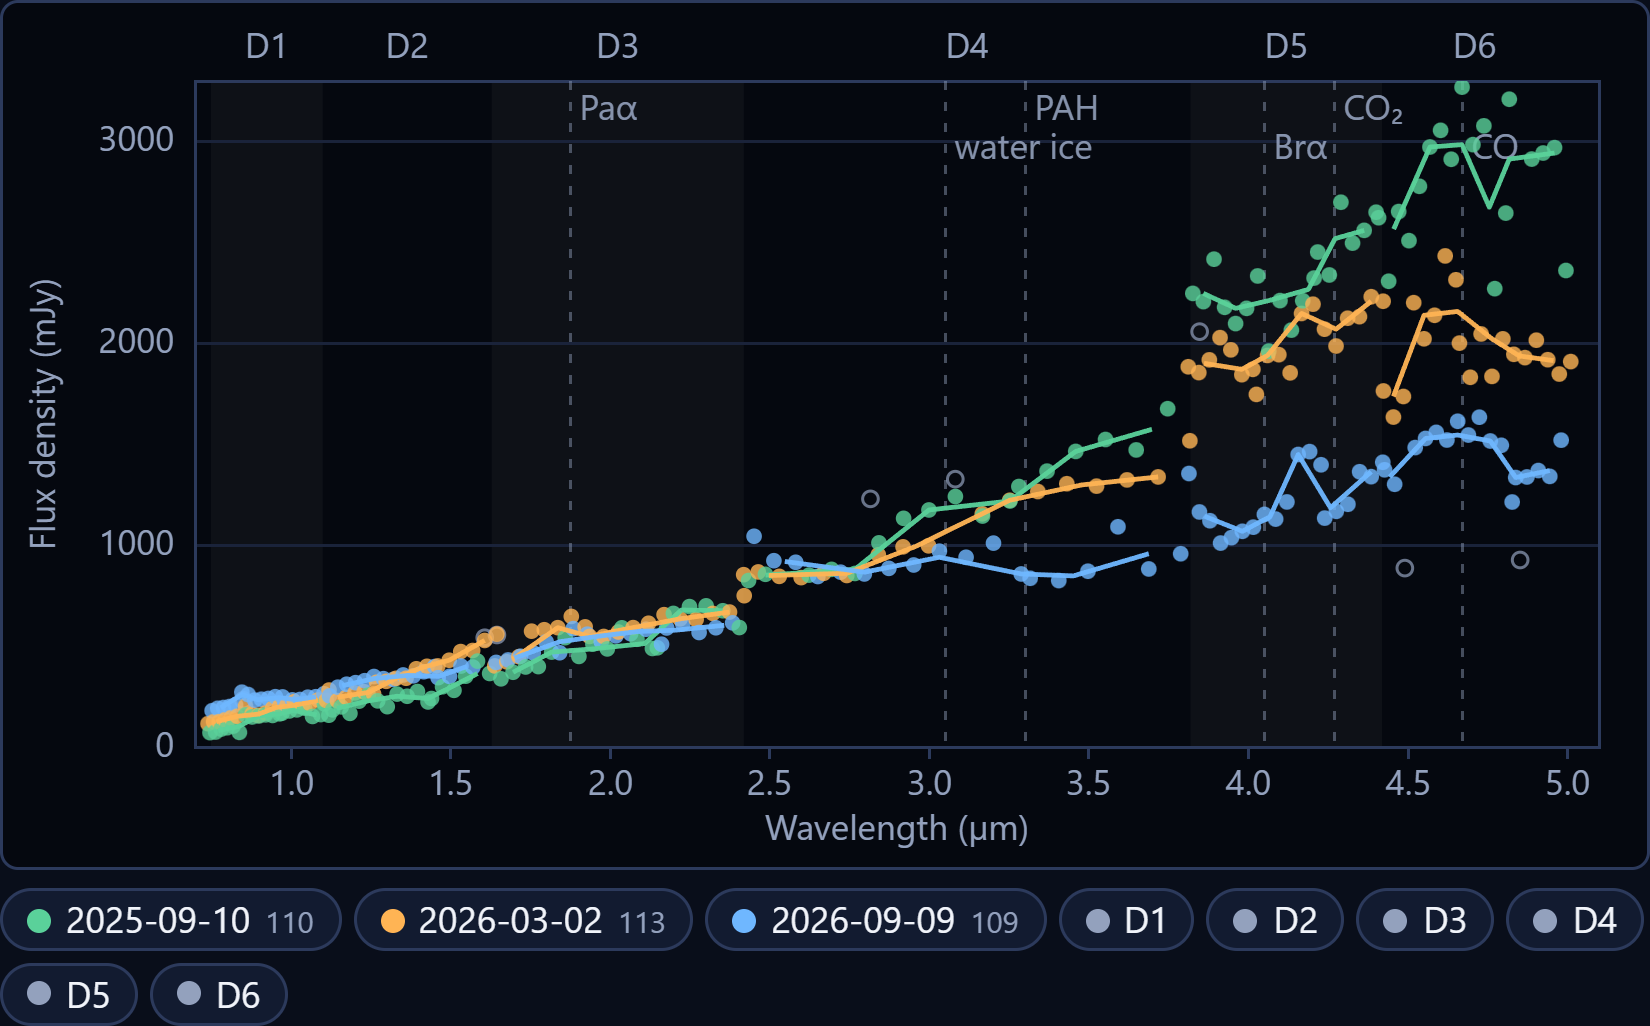 D1 D2 D3 D4 D5 D6
Paα PAH CO₂
water ice Brα CO
3000
2000
1000
0
Flux density (mJy)
1.0 1.5 2.0 2.5 3.0 3.5 4.0 4.5 5.0
Wavelength (μm)
2025-09-10 110 2026-03-02 113 2026-09-09 109 D1 D2 D3 D4
D5 D6